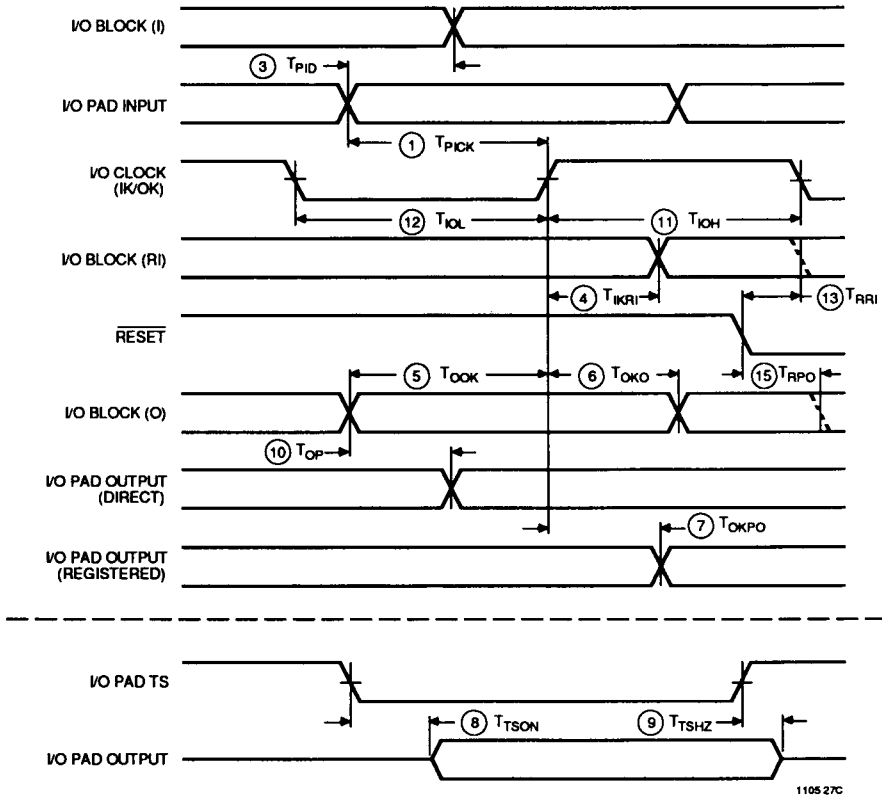 I/O BLOCK (I)
3 TPID
I/O PAD INPUT
1 TPICK
I/O CLOCK
(IK/OK)
12 TIOL
11 TIOH
I/O BLOCK (RI)
4 TIKRI
13 TRRI
RESET
5 TOOK
6 TOKO
15 TRPO
I/O BLOCK (O)
10 TOP
I/O PAD OUTPUT
(DIRECT)
7 TOKPO
I/O PAD OUTPUT
(REGISTERED)
I/O PAD TS
8 TTSON
9 TTSHZ
I/O PAD OUTPUT
1105 27C